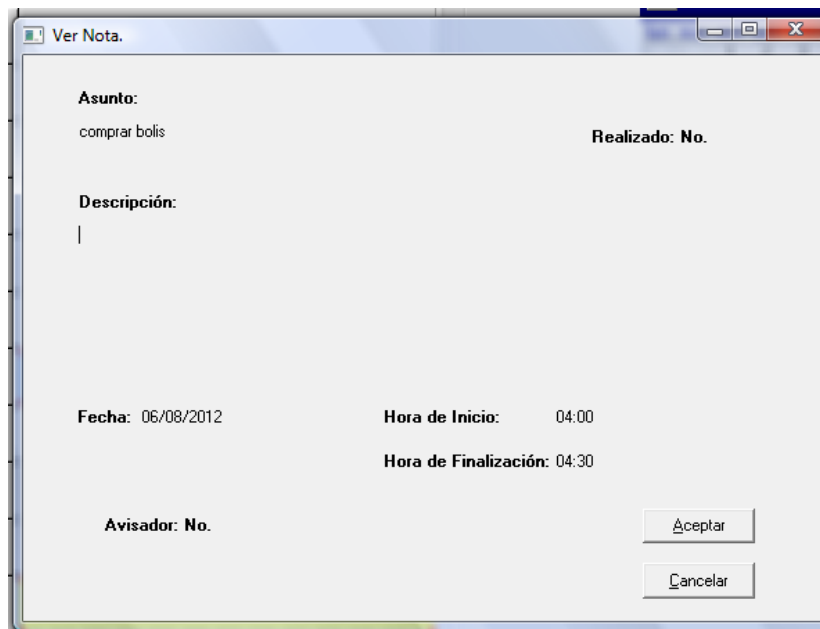 Ver Nota.
Asunto:
comprar bolis
Realizado: No.
Descripción:
Fecha: 06/08/2012
Hora de Inicio: 04:00
Hora de Finalización: 04:30
Avisador: No.
Aceptar
Cancelar